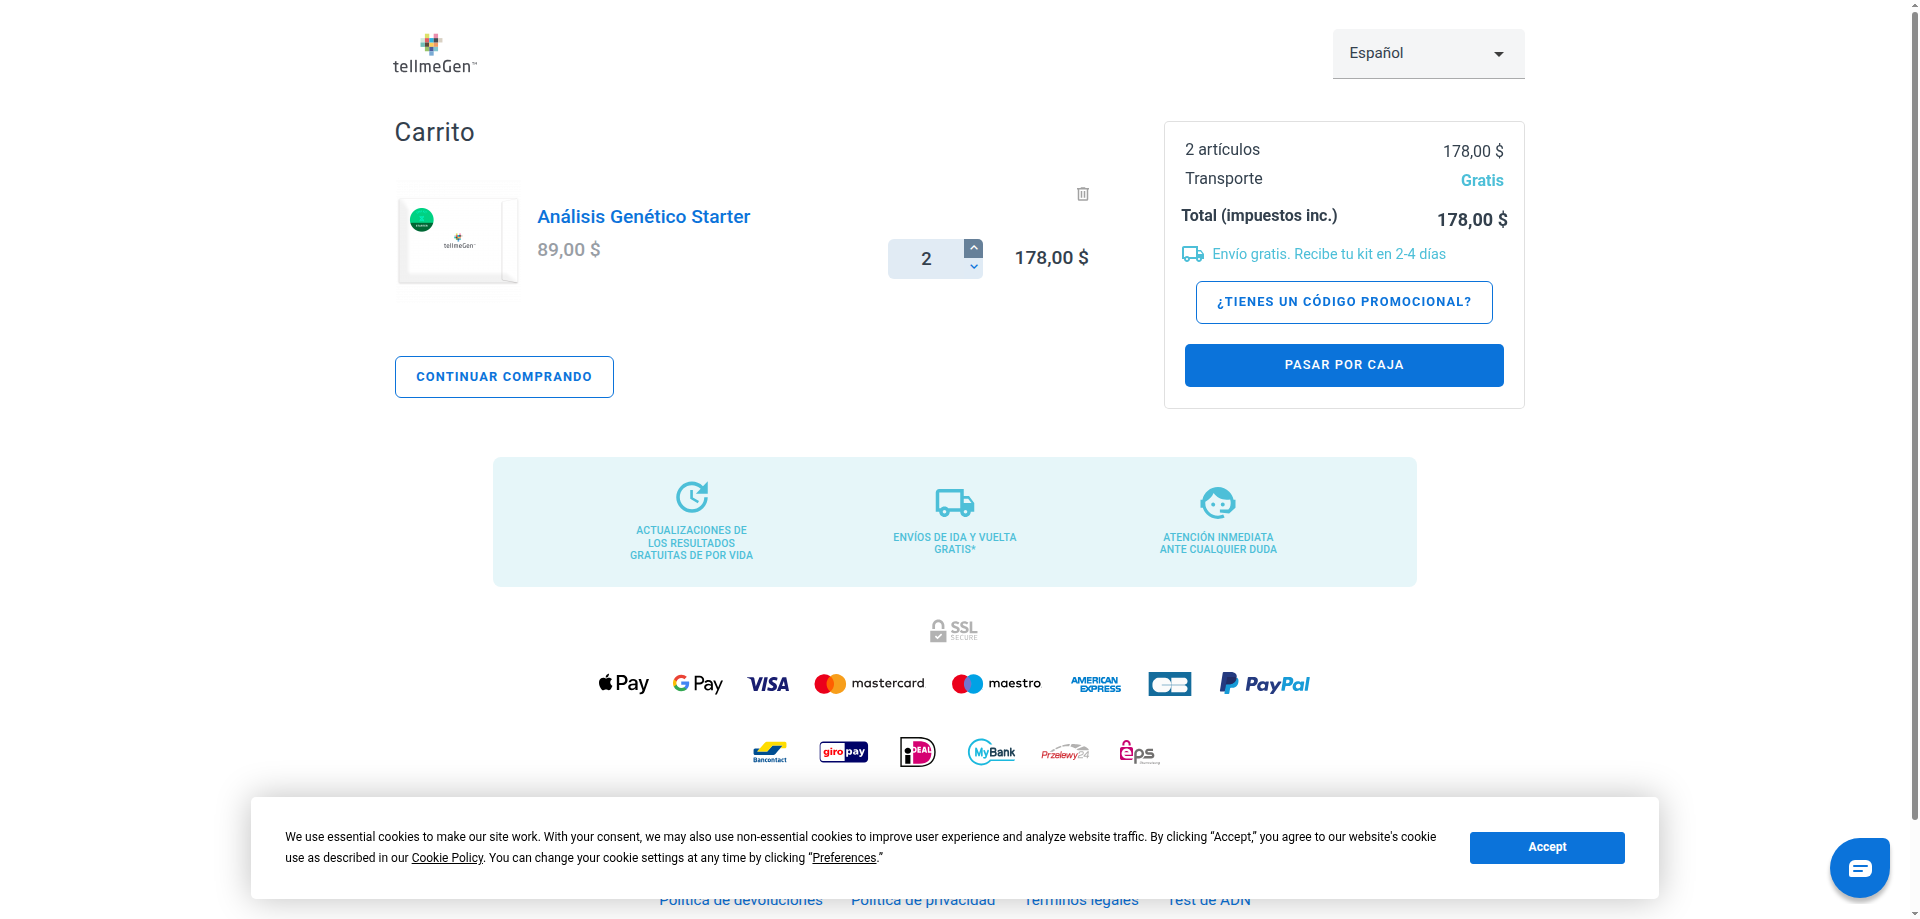 tellmeGen™
Español
Carrito
tellmeGen
Análisis Genético Starter
89,00 $
2
178,00 $
CONTINUAR COMPRANDO
2 artículos
178,00 $
Transporte
Gratis
Total (impuestos inc.)
178,00 $
Envío gratis. Recibe tu kit en 2-4 días
¿TIENES UN CÓDIGO PROMOCIONAL?
PASAR POR CAJA
ACTUALIZACIONES DE
LOS RESULTADOS
GRATUITAS DE POR VIDA
ENVÍOS DE IDA Y VUELTA
GRATIS*
ATENCIÓN INMEDIATA
ANTE CUALQUIER DUDA
SSL
SECURE
Pay
G Pay
VISA
mastercard
maestro
AMERICAN
EXPRESS
CB
PayPal
Bancontact
giropay
iDEAL
MyBank
Przelewy24
eps
We use essential cookies to make our site work. With your consent, we may also use non-essential cookies to improve user experience and analyze website traffic. By clicking “Accept,” you agree to our website's cookie
use as described in our Cookie Policy. You can change your cookie settings at any time by clicking “Preferences.”
Accept
Política de devoluciones
Política de privacidad
Términos legales
Test de ADN